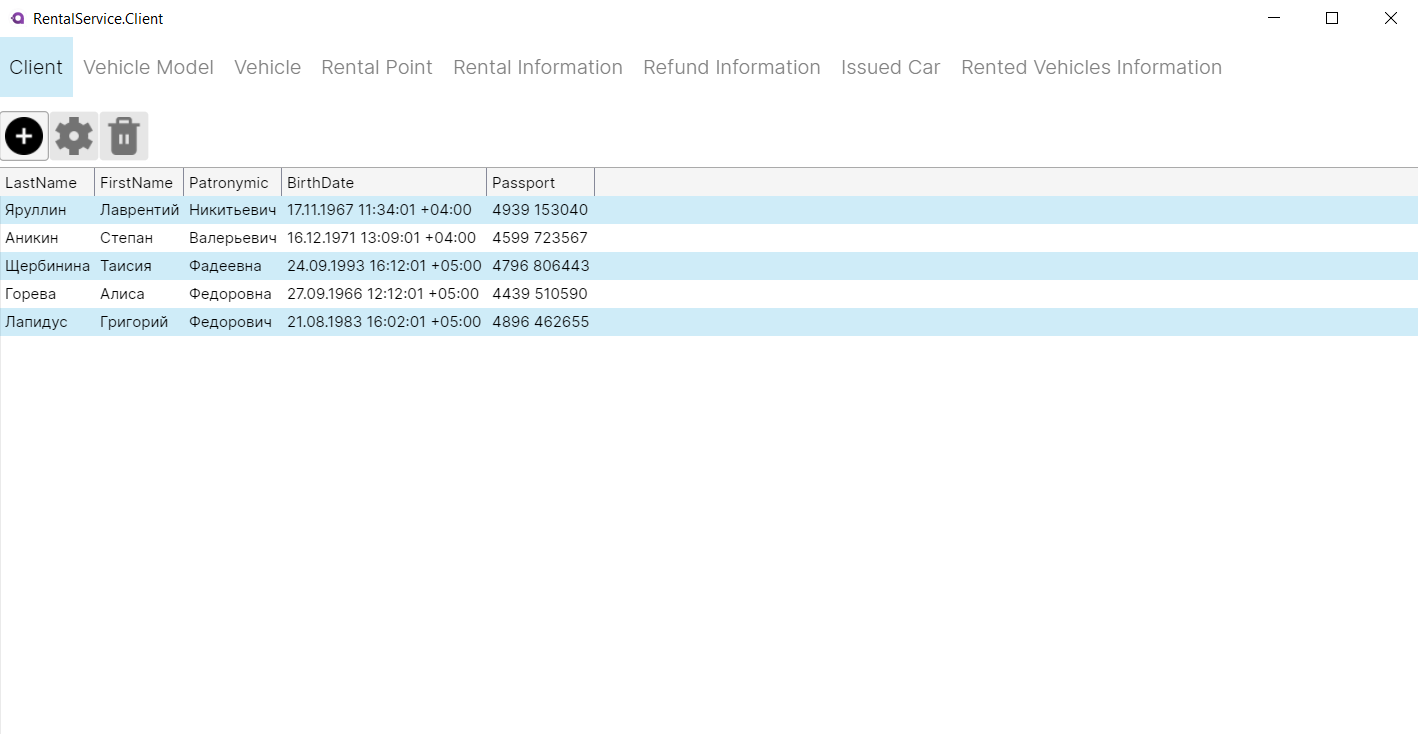 RentalService.Client
Client Vehicle Model Vehicle Rental Point Rental Information Refund Information Issued Car Rented Vehicles Information
LastName FirstName Patronymic BirthDate Passport
Яруллин Лаврентий Никитьевич 17.11.1967 11:34:01 +04:00 4939 153040
Аникин Степан Валерьевич 16.12.1971 13:09:01 +04:00 4599 723567
Щербинина Таисия Фадеевна 24.09.1993 16:12:01 +05:00 4796 806443
Горева Алиса Федоровна 27.09.1966 12:12:01 +05:00 4439 510590
Лапидус Григорий Федорович 21.08.1983 16:02:01 +05:00 4896 462655